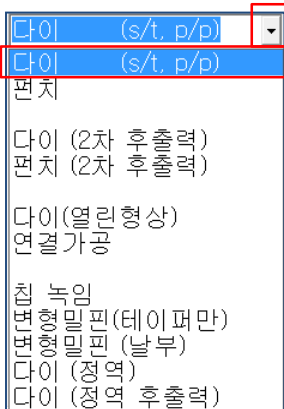 다이 (s/t, p/p)
다이 (s/t, p/p)
펀치
다이 (2차 후출력)
펀치 (2차 후출력)
다이(열린형상)
연결가공
칩 녹임
변형밀핀(테이퍼만)
변형밀핀 (날부)
다이 (정역)
다이 (정역 후출력)